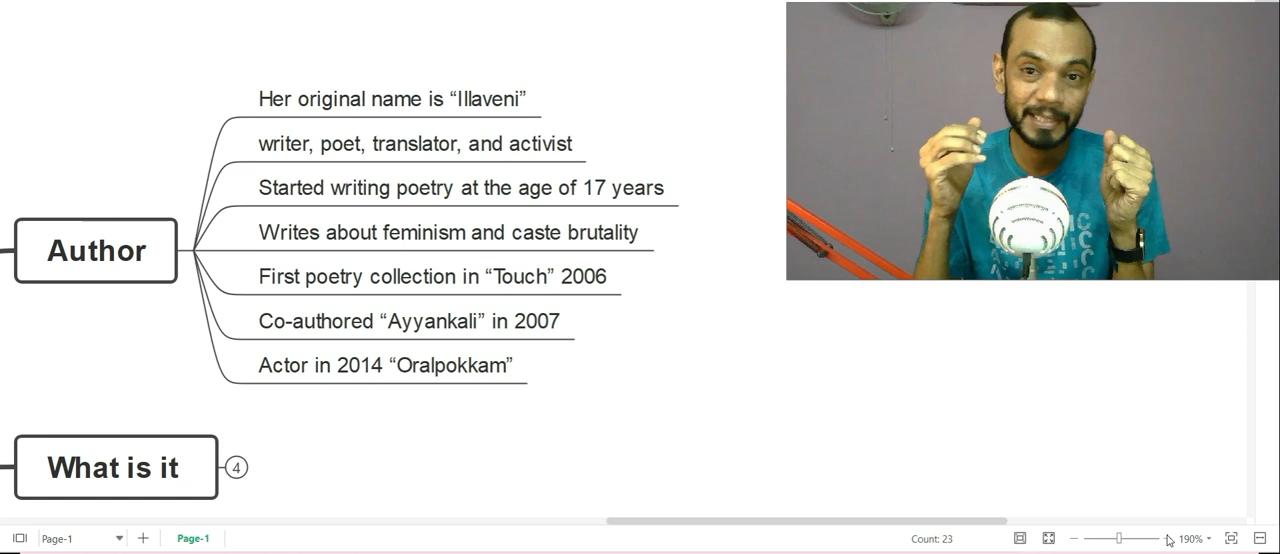 Her original name is “Illaveni”
writer, poet, translator, and activist
Started writing poetry at the age of 17 years
Author
Writes about feminism and caste brutality
First poetry collection in “Touch” 2006
Co-authored “Ayyankali” in 2007
Actor in 2014 “Oralpokkam”
What is it
4
Page-1
Page-1
Count: 23
190%